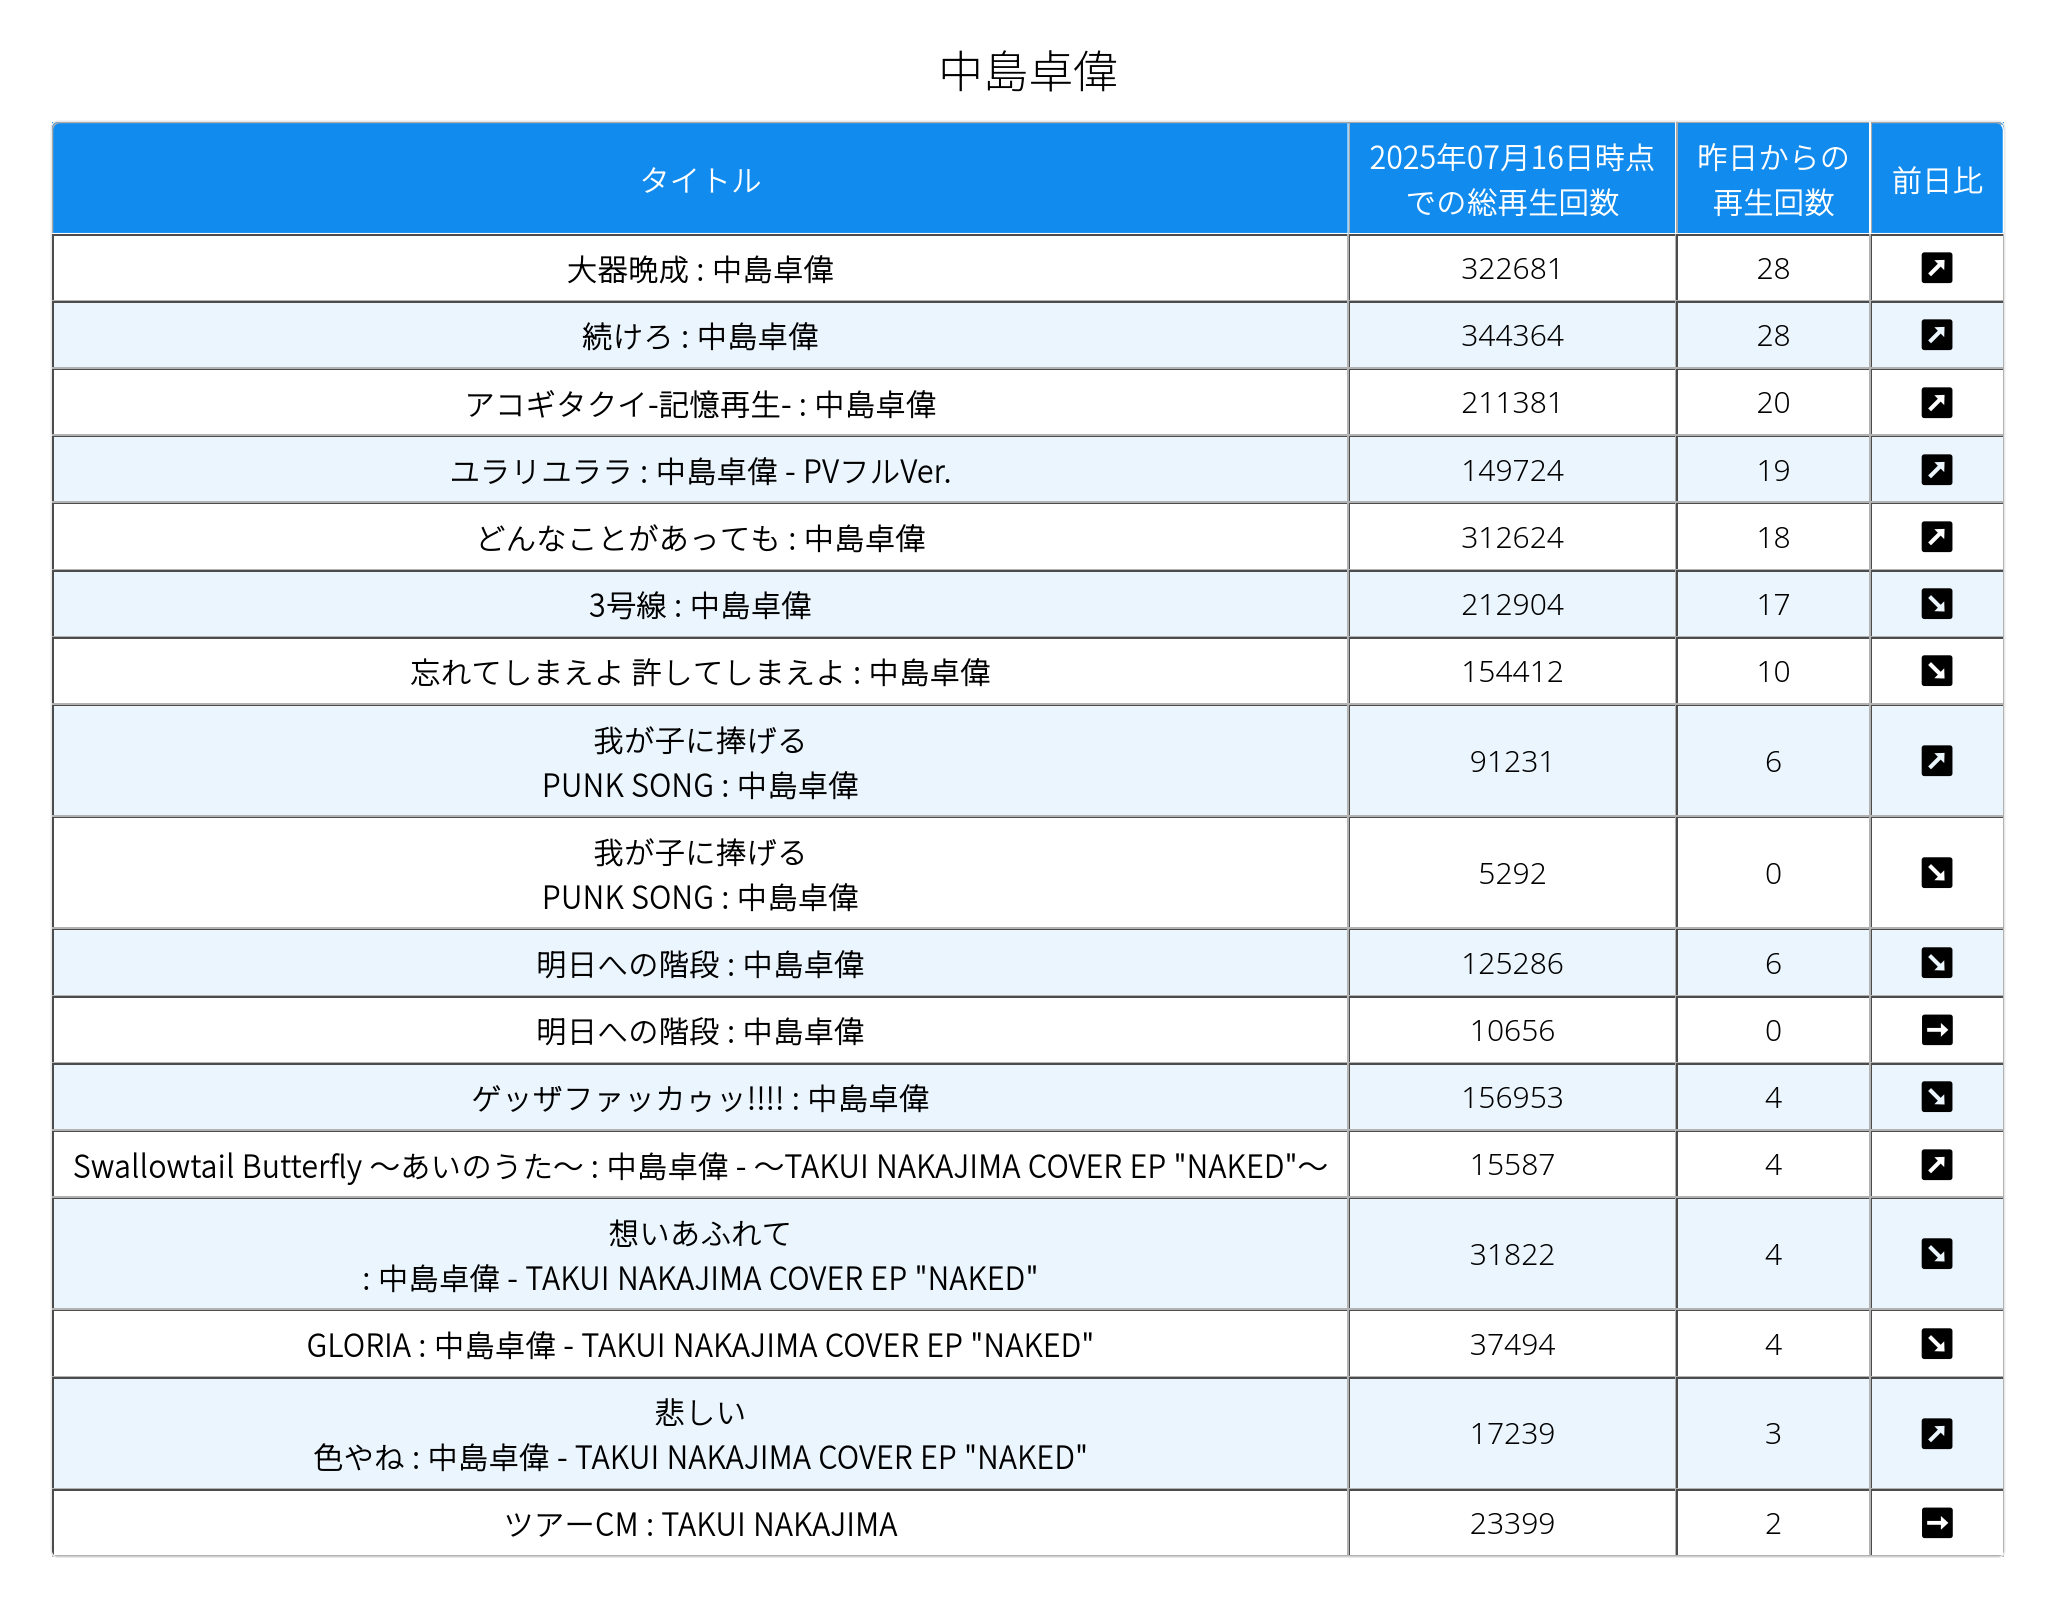 中島卓偉
タイトル
2025年07月16日時点
での総再生回数
昨日からの
再生回数
前日比
大器晩成 : 中島卓偉 322681 28
続けろ : 中島卓偉 344364 28
アコギタクイ-記憶再生- : 中島卓偉 211381 20
ユラリユララ : 中島卓偉 - PVフルVer. 149724 19
どんなことがあっても : 中島卓偉 312624 18
3号線 : 中島卓偉 212904 17
忘れてしまえよ 許してしまえよ : 中島卓偉 154412 10
我が子に捧げる
PUNK SONG : 中島卓偉
91231 6
我が子に捧げる
PUNK SONG : 中島卓偉
5292 0
明日への階段 : 中島卓偉 125286 6
明日への階段 : 中島卓偉 10656 0
ゲッザファッカゥッ!!!! : 中島卓偉 156953 4
Swallowtail Butterfly ～あいのうた～ : 中島卓偉 - ～TAKUI NAKAJIMA COVER EP "NAKED"～ 15587 4
想いあふれて
: 中島卓偉 - TAKUI NAKAJIMA COVER EP "NAKED"
31822 4
GLORIA : 中島卓偉 - TAKUI NAKAJIMA COVER EP "NAKED" 37494 4
悲しい
色やね : 中島卓偉 - TAKUI NAKAJIMA COVER EP "NAKED"
17239 3
ツアーCM : TAKUI NAKAJIMA 23399 2